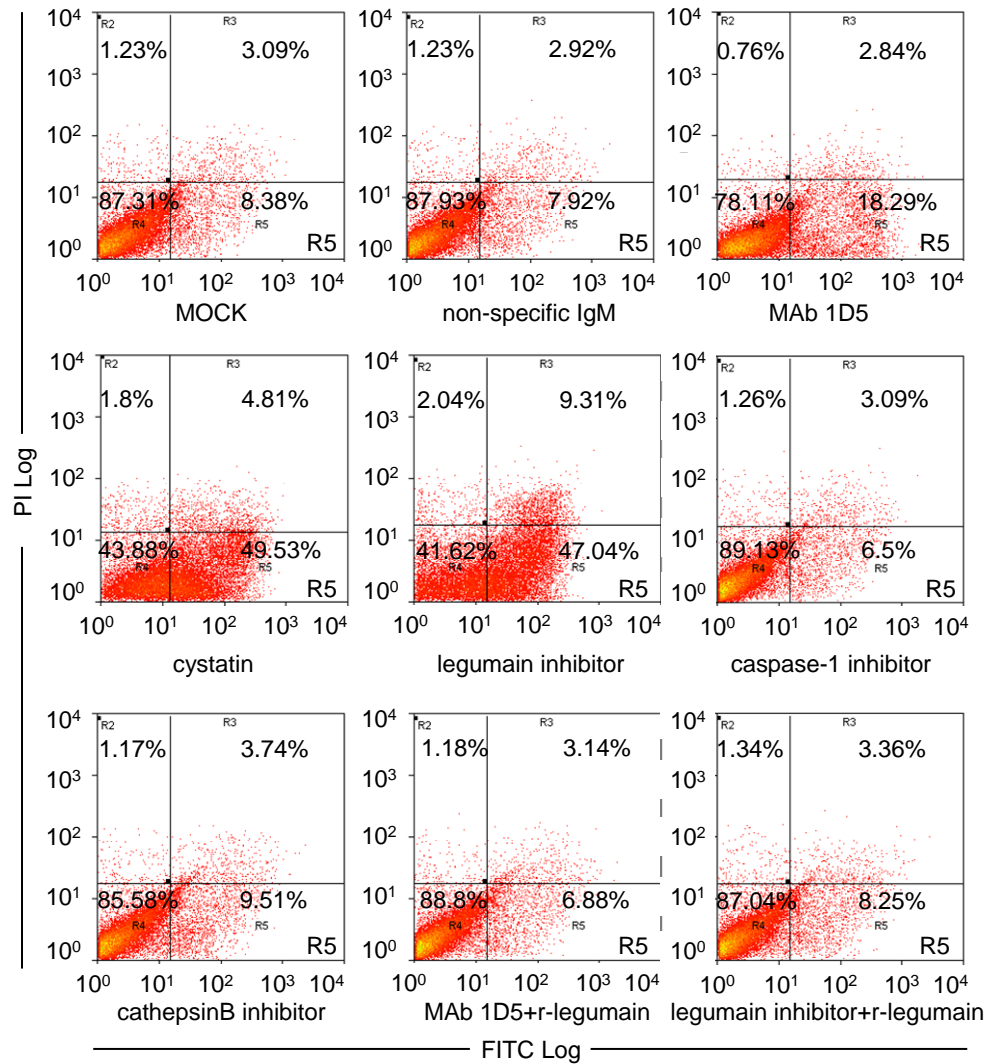 PI Log
10⁴ R2 R3
1.23% 3.09%
10³
10²
10¹ 87.31% 8.38%
R4 R5
10⁰ R5
10⁰ 10¹ 10² 10³ 10⁴
MOCK
10⁴ R2 R3
1.23% 2.92%
10³
10²
10¹ 87.93% 7.92%
R4 R5
10⁰ R5
10⁰ 10¹ 10² 10³ 10⁴
non-specific IgM
10⁴ R2 R3
0.76% 2.84%
10³
10²
10¹ 78.11% 18.29%
R4 R5
10⁰ R5
10⁰ 10¹ 10² 10³ 10⁴
MAb 1D5
10⁴ R2 R3
1.8% 4.81%
10³
10²
10¹ 43.88% 49.53%
R4 R5
10⁰ R5
10⁰ 10¹ 10² 10³ 10⁴
cystatin
10⁴ R2 R3
2.04% 9.31%
10³
10²
10¹ 41.62% 47.04%
R4 R5
10⁰ R5
10⁰ 10¹ 10² 10³ 10⁴
legumain inhibitor
10⁴ R2 R3
1.26% 3.09%
10³
10²
10¹ 89.13% 6.5%
R4 R5
10⁰ R5
10⁰ 10¹ 10² 10³ 10⁴
caspase-1 inhibitor
10⁴ R2 R3
1.17% 3.74%
10³
10²
10¹ 85.58% 9.51%
R4 R5
10⁰ R5
10⁰ 10¹ 10² 10³ 10⁴
cathepsinB inhibitor
10⁴ R2 R3
1.18% 3.14%
10³
10²
10¹ 88.8% 6.88%
R4 R5
10⁰ R5
10⁰ 10¹ 10² 10³ 10⁴
MAb 1D5+r-legumain
10⁴ R2 R3
1.34% 3.36%
10³
10²
10¹ 87.04% 8.25%
R4 R5
10⁰ R5
10⁰ 10¹ 10² 10³ 10⁴
legumain inhibitor+r-legumain
FITC Log